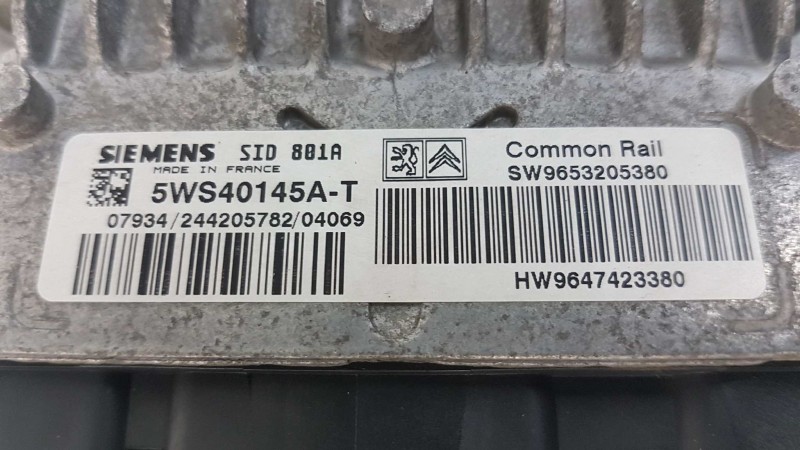 SIEMENS SID 801A
MADE IN FRANCE
5WS40145A-T
07934/244205782/04069
Common Rail
SW9653205380
HW9647423380